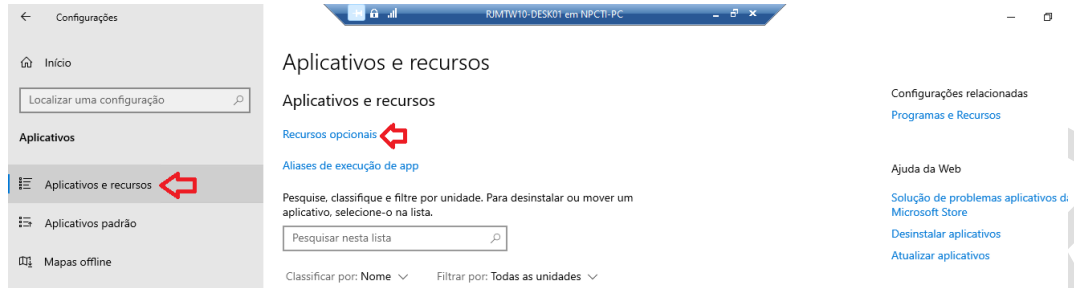 Configurações
RJMTW10-DESK01 em NPCTI-PC
Início
Localizar uma configuração
Aplicativos
Aplicativos e recursos
Aplicativos padrão
Mapas offline
Aplicativos e recursos
Aplicativos e recursos
Recursos opcionais
Aliases de execução de app
Pesquise, classifique e filtre por unidade. Para desinstalar ou mover um
aplicativo, selecione-o na lista.
Pesquisar nesta lista
Classificar por: Nome
Filtrar por: Todas as unidades
Configurações relacionadas
Programas e Recursos
Ajuda da Web
Solução de problemas aplicativos da
Microsoft Store
Desinstalar aplicativos
Atualizar aplicativos